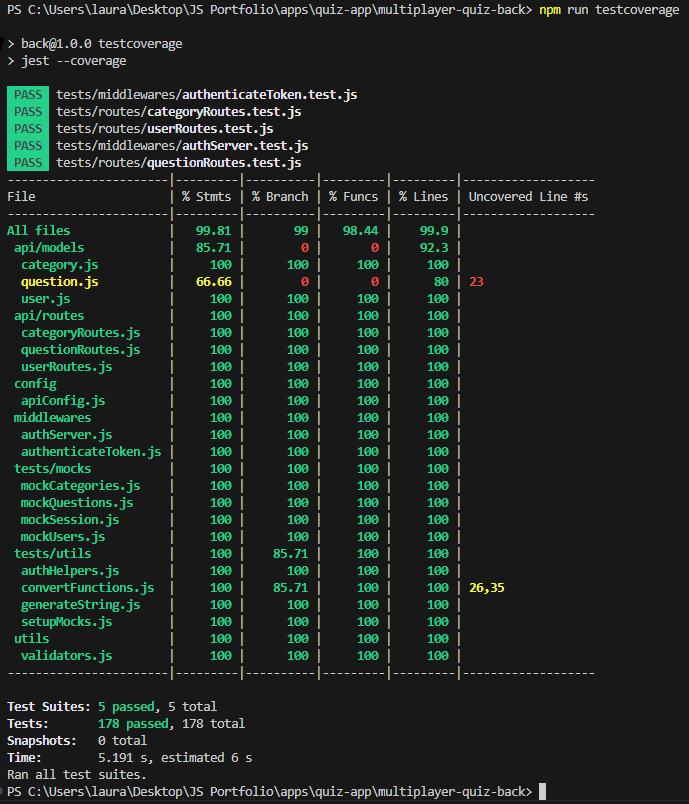 PS C:\Users\laura\Desktop\JS Portfolio\apps\quiz-app\multiplayer-quiz-back> npm run testcoverage
> back@1.0.0 testcoverage
> jest --coverage
PASS tests/middlewares/authenticateToken.test.js
PASS tests/routes/categoryRoutes.test.js
PASS tests/routes/userRoutes.test.js
PASS tests/middlewares/authServer.test.js
PASS tests/routes/questionRoutes.test.js
-----------------------|---------|----------|---------|---------|-------------------
File                   | % Stmts | % Branch | % Funcs | % Lines | Uncovered Line #s
-----------------------|---------|----------|---------|---------|-------------------
All files              |   99.81 |       99 |   98.44 |    99.9 |
 api/models            |   85.71 |        0 |       0 |    92.3 |
  category.js          |     100 |      100 |     100 |     100 |
  question.js          |   66.66 |        0 |       0 |      80 | 23
  user.js              |     100 |      100 |     100 |     100 |
 api/routes            |     100 |      100 |     100 |     100 |
  categoryRoutes.js    |     100 |      100 |     100 |     100 |
  questionRoutes.js    |     100 |      100 |     100 |     100 |
  userRoutes.js        |     100 |      100 |     100 |     100 |
 config                |     100 |      100 |     100 |     100 |
  apiConfig.js         |     100 |      100 |     100 |     100 |
 middlewares           |     100 |      100 |     100 |     100 |
  authServer.js        |     100 |      100 |     100 |     100 |
  authenticateToken.js |     100 |      100 |     100 |     100 |
 tests/mocks           |     100 |      100 |     100 |     100 |
  mockCategories.js    |     100 |      100 |     100 |     100 |
  mockQuestions.js     |     100 |      100 |     100 |     100 |
  mockSession.js       |     100 |      100 |     100 |     100 |
  mockUsers.js         |     100 |      100 |     100 |     100 |
 tests/utils           |     100 |    85.71 |     100 |     100 |
  authHelpers.js       |     100 |      100 |     100 |     100 |
  convertFunctions.js  |     100 |    85.71 |     100 |     100 | 26,35
  generateString.js    |     100 |      100 |     100 |     100 |
  setupMocks.js        |     100 |      100 |     100 |     100 |
 utils                 |     100 |      100 |     100 |     100 |
  validators.js        |     100 |      100 |     100 |     100 |
-----------------------|---------|----------|---------|---------|-------------------
Test Suites: 5 passed, 5 total
Tests:       178 passed, 178 total
Snapshots:   0 total
Time:        5.191 s, estimated 6 s
Ran all test suites.
PS C:\Users\laura\Desktop\JS Portfolio\apps\quiz-app\multiplayer-quiz-back>